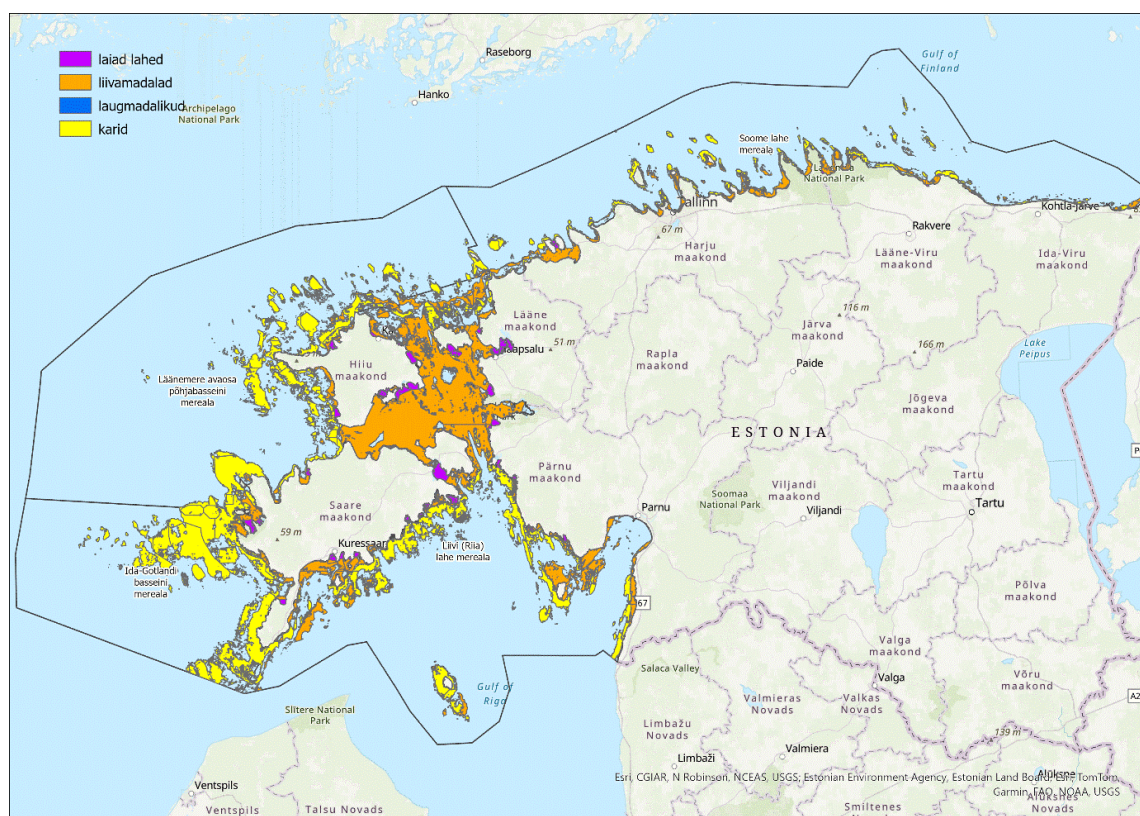 Raseborg
Gulf of
Finland
laiad lahed
liivamadalad
laugmadalikud
karid
Hanko
Archipelago
National Park
Soome lahe
mereala
National Park
Tallinn
Kohtla-Järve
67 m
Rakvere
Harju
maakond
Lääne-Viru
maakond
Ida-Viru
maakond
Lääne
maakond
116 m
Järva
maakond
Haapsalu
51 m
166 m
Lake
Peipus
Rapla
maakond
Paide
Hiiu
maakond
Läänemere avaosa
põhjabasseini
mereala
Jõgeva
maakond
ESTONIA
Pärnu
maakond
Tartu
maakond
Viljandi
maakond
Soomaa
National Park
Saare
maakond
Parnu
Viljandi
Tartu
59 m
Kuressaare
Liivi (Riia)
lahe mereala
Ida-Gotlandi
basseini
mereala
Põlva
maakond
E67
Valga
maakond
Salaca Valley
Valga
Võru
maakond
Gulf of
Riga
A2
Slītere National
Park
Valmieras
Novads
Valkas
Novads
Limbažu
Novads
139 m
Valmiera
Limbaži
Alūksne
Esri, CGIAR, N Robinson, NCEAS, USGS; Estonian Environment Agency, Estonian Land Board, Esri, TomTom,
Garmin, FAO, NOAA, USGS
Ventspils
Alūksnes
Novads
Ventspils
Talsu Novads
Smiltenes
Novads